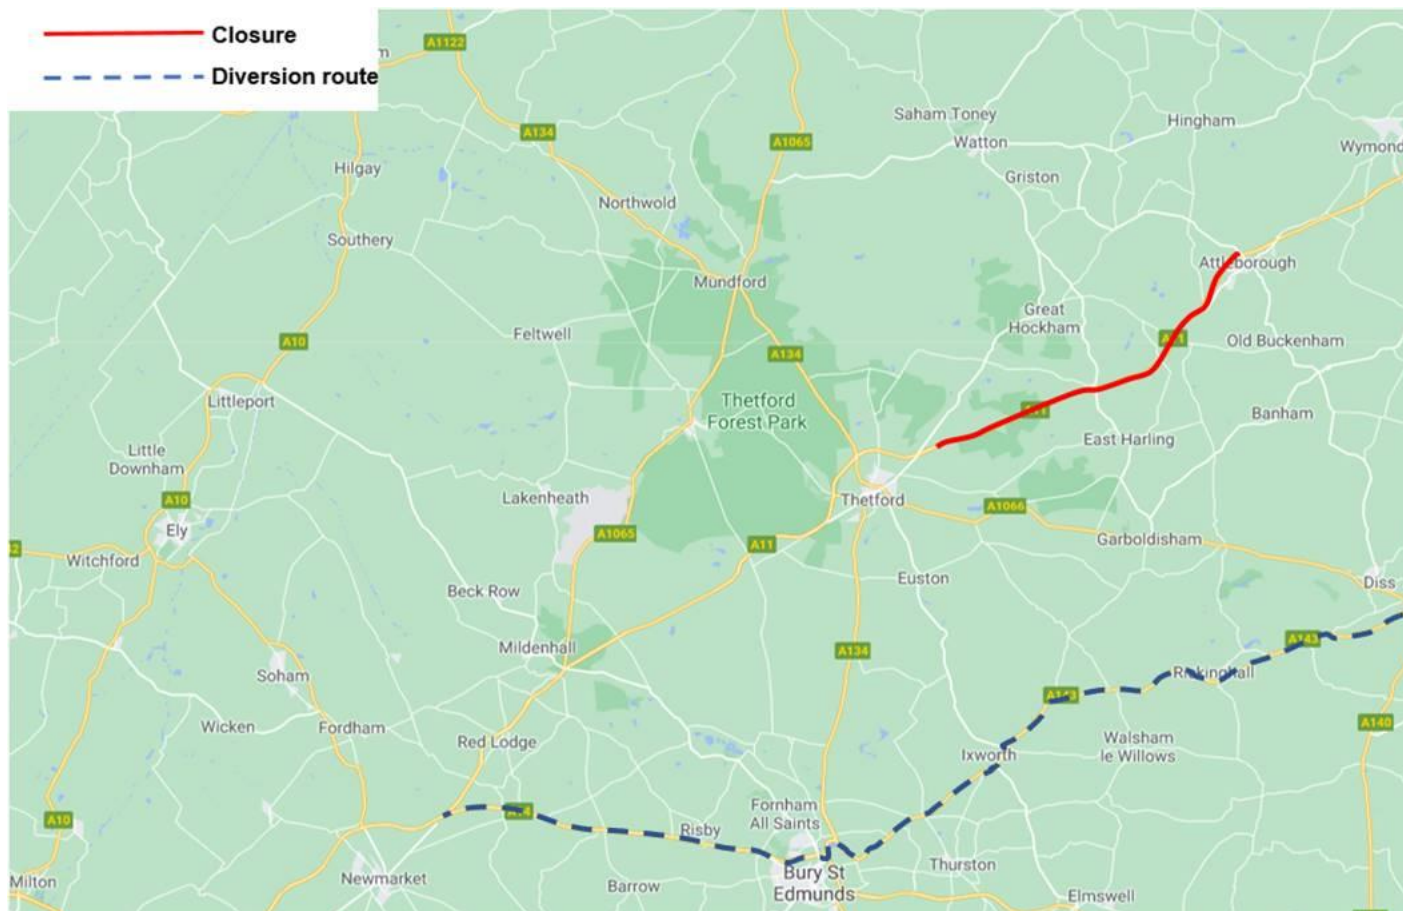 Closure
Diversion route
m
A1122
Saham Toney
Hingham
A134
A1065
Watton
Wymond
Hilgay
Griston
Northwold
Southery
Attleborough
Mundford
Great
Hockham
Feltwell
A10
A11
Old Buckenham
A134
Littleport
Thetford
Forest Park
A11
Banham
East Harling
Little
Downham
Lakenheath
A10
Thetford
A1066
Ely
A1065
A11
Garboldisham
Witchford
Euston
Diss
Beck Row
Mildenhall
A134
A143
Soham
Rickinghall
A143
Wicken
Fordham
Red Lodge
Ixworth
Walsham
le Willows
A140
A10
A14
Fornham
All Saints
Risby
Milton
Newmarket
Barrow
Bury St
Edmunds
Thurston
Elmswell